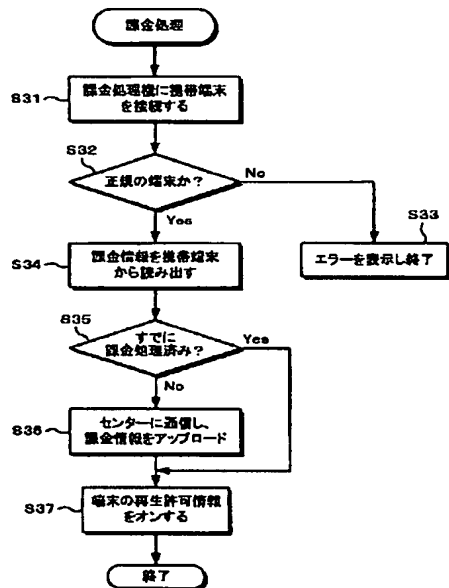 課金処理
S31
課金処理機に携帯端末
を接続する
S32
正規の端末か?
No
Yes
S33
エラーを表示し終了
S34
課金情報を携帯端末
から読み出す
S35
すでに
課金処理済み?
Yes
No
S36
センターに通信し、
課金情報をアップロード
S37
端末の再生許可情報
をオンする
終了